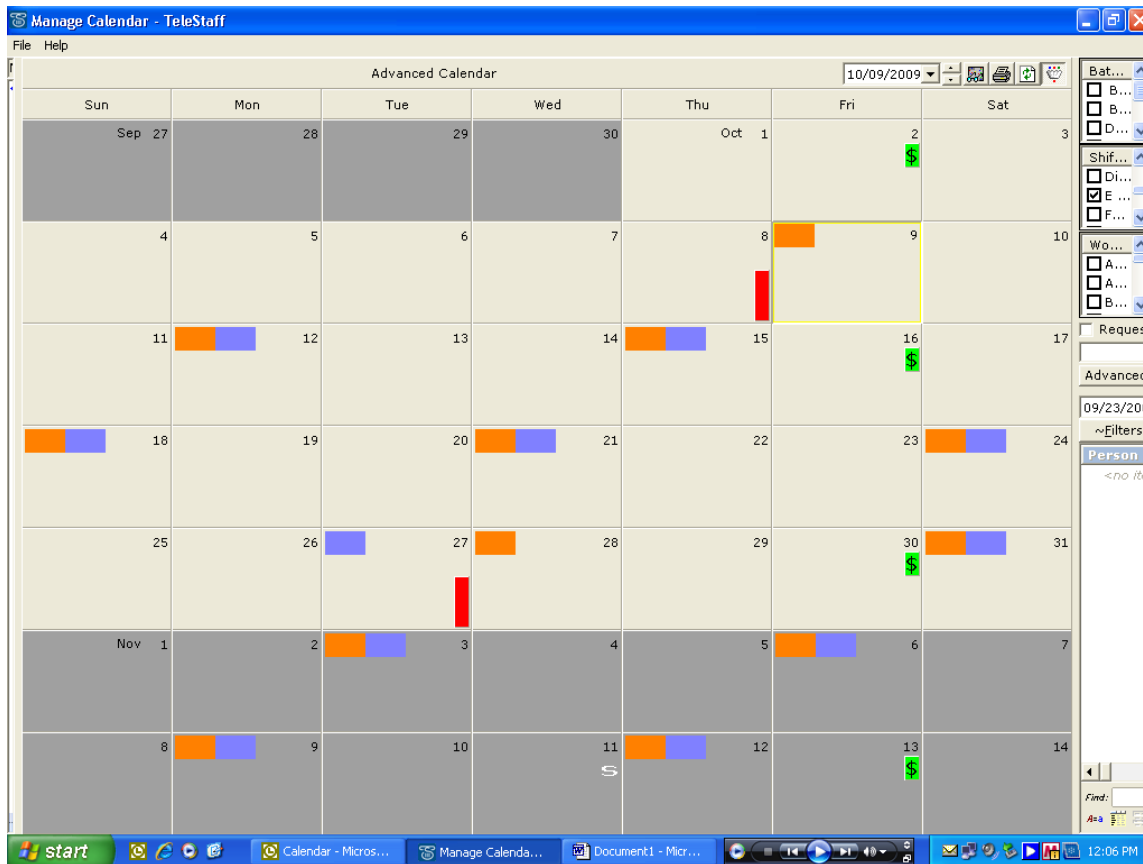 Manage Calendar - TeleStaff
File Help
Advanced Calendar
10/09/2009
Sun Mon Tue Wed Thu Fri Sat
Sep 27 28 29 30 Oct 1 2 3
$
4 5 6 7 8 9 10
11 12 13 14 15 16 17
$
18 19 20 21 22 23 24
25 26 27 28 29 30 31
$
Nov 1 2 3 4 5 6 7
8 9 10 11 12 13 14
S $
Bat...
B...
B...
D...
Shif...
Di...
E ...
F...
Wo...
A...
A...
B...
Reques
Advanced
09/23/20
~Filters
Person
<no it
Find:
A=a
start Calendar - Micros... Manage Calenda... Document1 - Micr... 12:06 PM